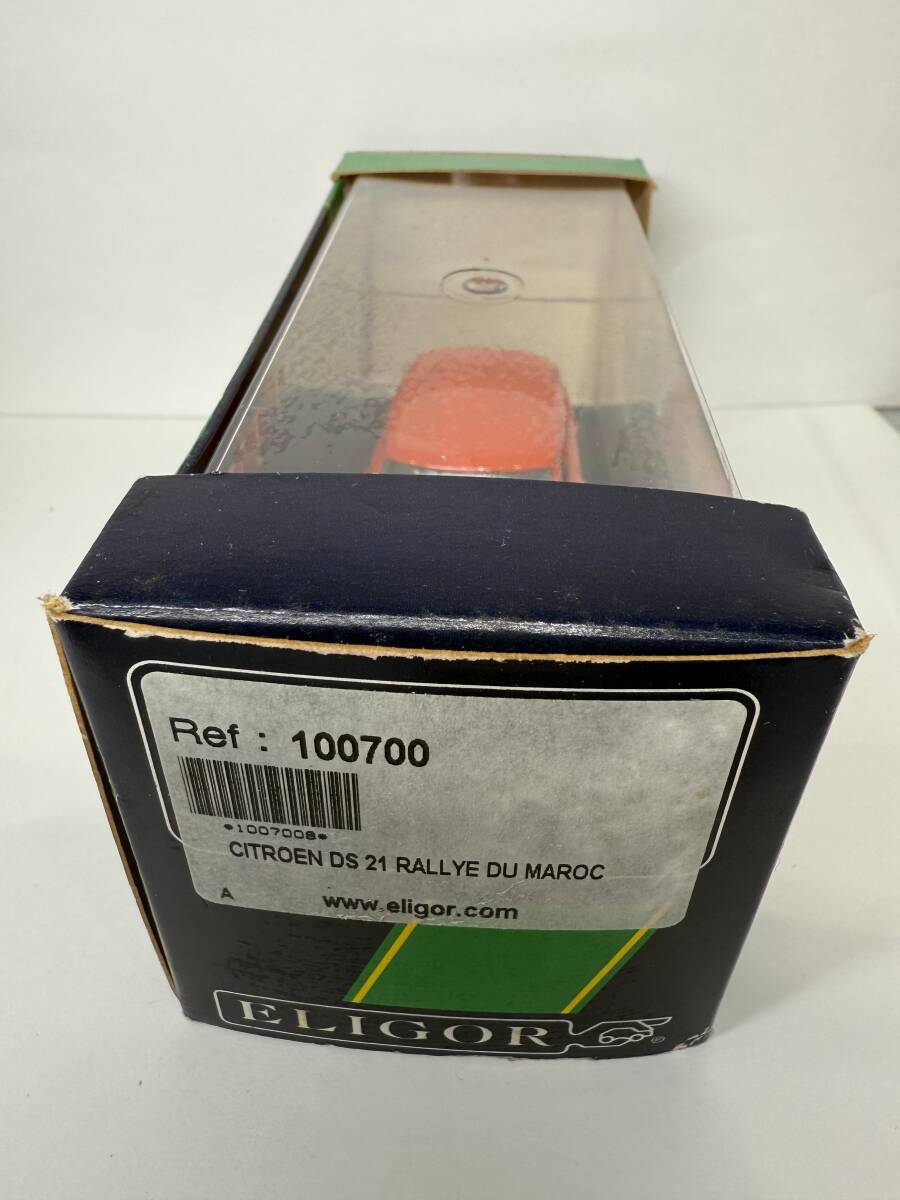 Ref : 100700
*1007008*
CITROEN DS 21 RALLYE DU MAROC
A
www.eligor.com
ELIGOR ®